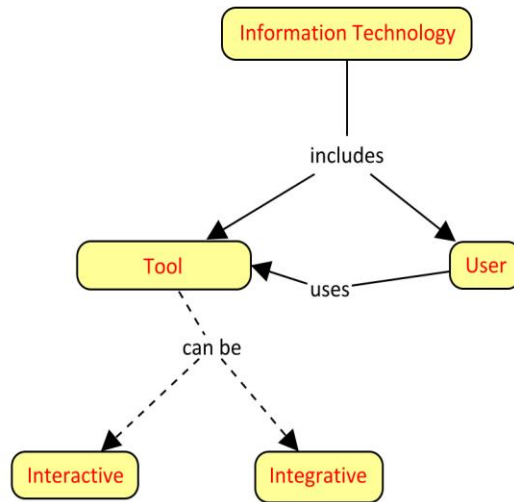 Information Technology
includes
Tool
User
uses
can be
Interactive
Integrative